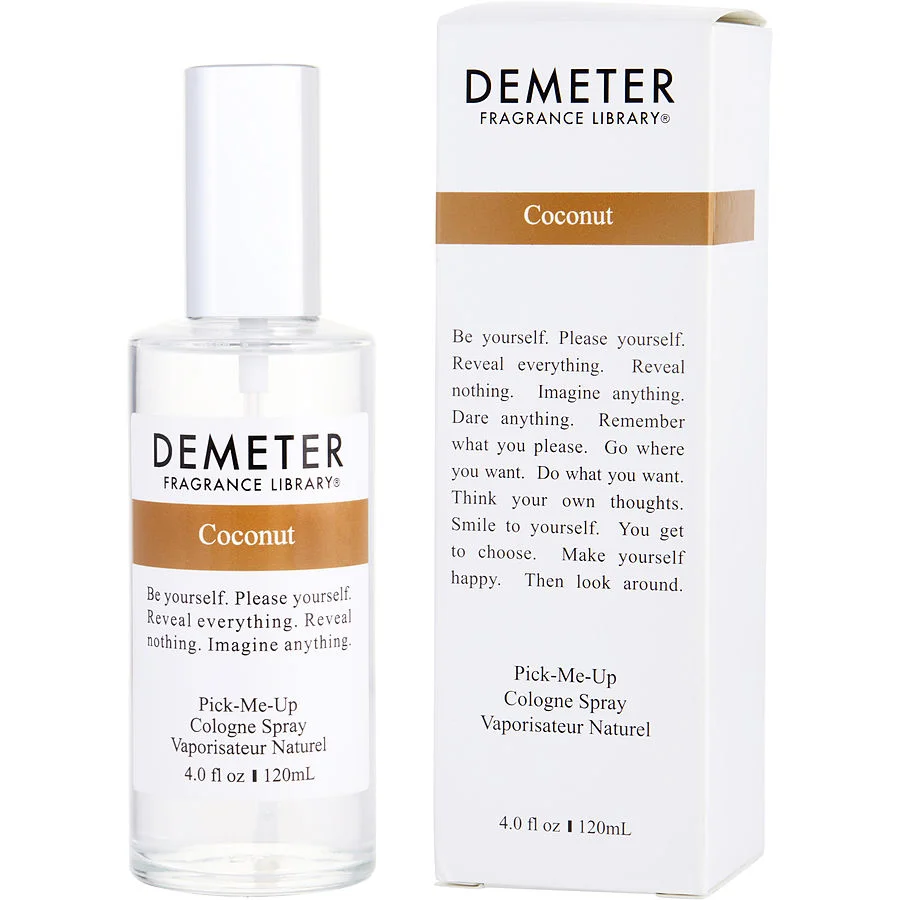 DEMETER
FRAGRANCE LIBRARY®
Coconut
Be yourself. Please yourself.
Reveal everything. Reveal
nothing. Imagine anything.
Pick-Me-Up
Cologne Spray
Vaporisateur Naturel
4.0 fl oz I 120mL
DEMETER
FRAGRANCE LIBRARY®
Coconut
Be yourself. Please yourself.
Reveal everything. Reveal
nothing. Imagine anything.
Dare anything. Remember
what you please. Go where
you want. Do what you want.
Think your own thoughts.
Smile to yourself. You get
to choose. Make yourself
happy. Then look around.
Pick-Me-Up
Cologne Spray
Vaporisateur Naturel
4.0 fl oz I 120mL